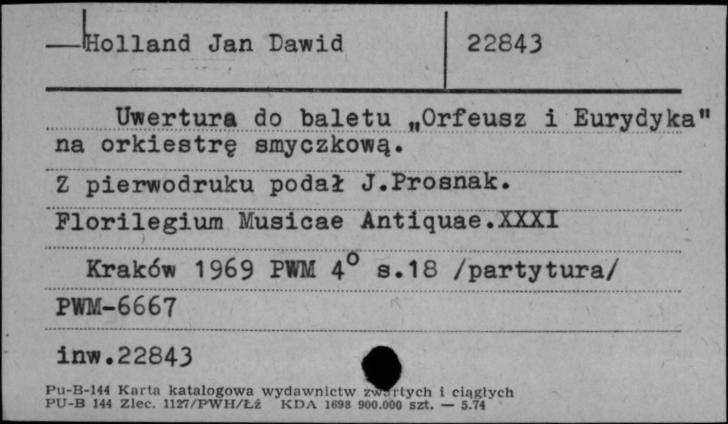 Holland Jan Dawid 22843
Uwertura do baletu „Orfeusz i Eurydyka"
na orkiestrę smyczkową.
Z pierwodruku podał J.Prosnak.
Florilegium Musicae Antiquae.XXXI
Kraków 1969 PWM 4° s.18 /partytura/
PWM-6667
inw.22843
Pu-B-144 Karta katalogowa wydawnictw zwartych i ciągłych
PU-B 144 Zlec. 1127/PWH/Łź KDA 1698 900.000 szt. — 5.74